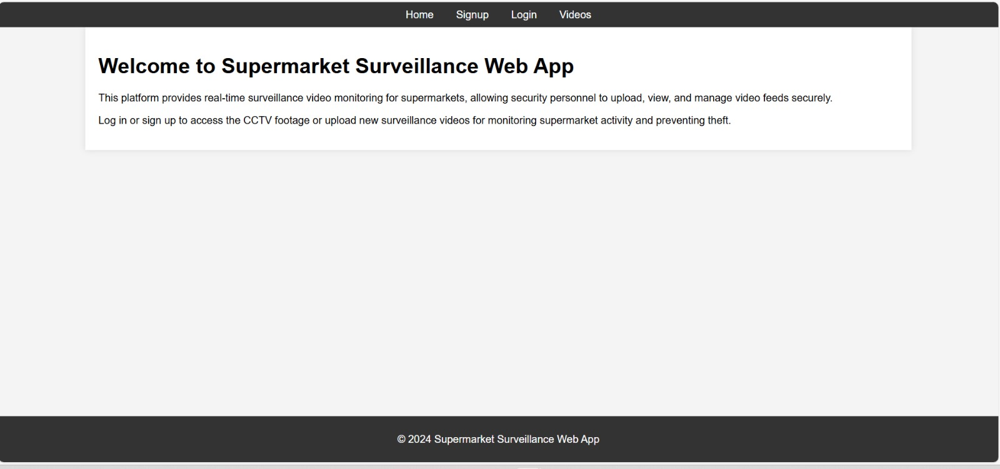 Home Signup Login Videos
Welcome to Supermarket Surveillance Web App
This platform provides real-time surveillance video monitoring for supermarkets, allowing security personnel to upload, view, and manage video feeds securely.
Log in or sign up to access the CCTV footage or upload new surveillance videos for monitoring supermarket activity and preventing theft.
© 2024 Supermarket Surveillance Web App